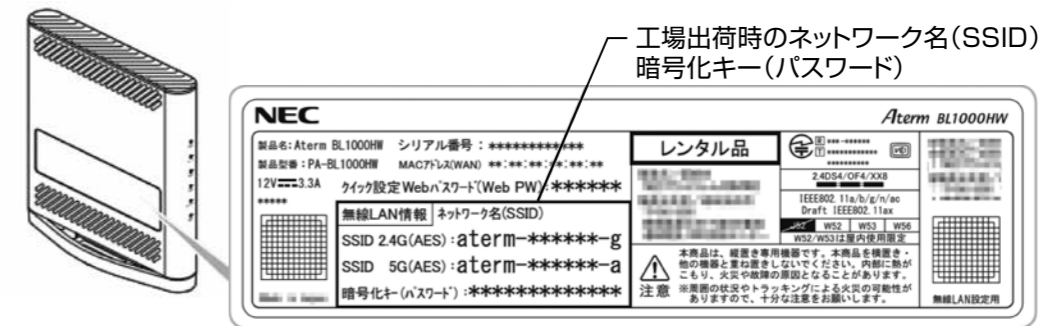 工場出荷時のネットワーク名(SSID)
暗号化キー(パスワード)
NEC
Aterm BL1000HW
製品名:Aterm BL1000HW シリアル番号:************
製品型番:PA-BL1000HW MACアドレス(WAN) **:**:**:**:**:**
12V 3.3A クイック設定Webパスワード(Web PW):******
*****
無線LAN情報 ネットワーク名(SSID)
SSID 2.4G(AES):aterm-******-g
SSID 5G(AES):aterm-******-a
暗号化キー(パスワード):*************
レンタル品
R ***-******
T ***********
**********
2.4DS4/OF4/XX8
IEEE802.11a/b/g/n/ac
Draft IEEE802.11ax
W52 W53 W56
W52/W53は屋内使用限定
注意
本商品は、縦置き専用機器です。本商品を横置き・
他の機器と重ね置きしないでください。内部に熱が
こもり、火災や故障の原因となることがあります。
※周囲の状況やトラッキングによる火災の可能性が
ありますので、十分な注意をお願いします。
無線LAN設定用